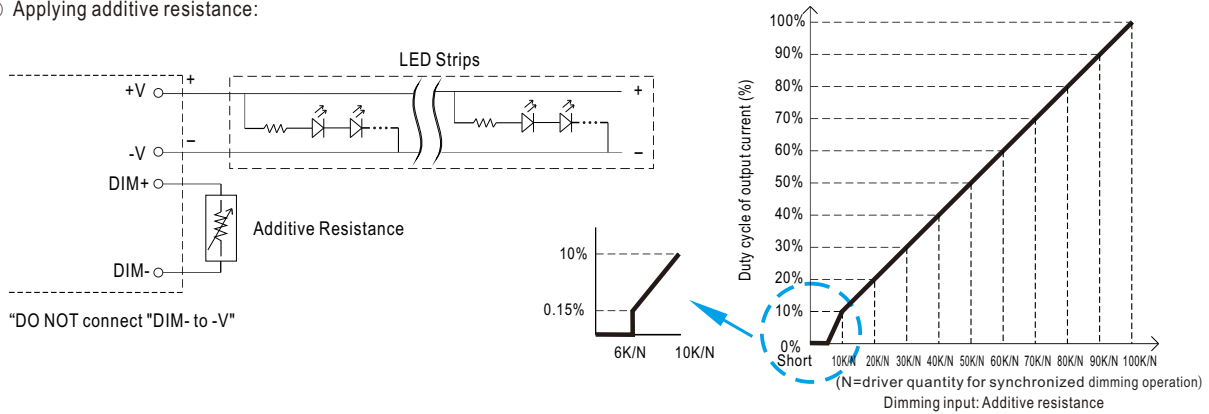 Applying additive resistance:
LED Strips
+
+V
+
-V
−
−
DIM+
Additive Resistance
DIM-
“DO NOT connect "DIM- to -V"
10%
0.15%
6K/N 10K/N
Duty cycle of output current (%)
100%
90%
80%
70%
60%
50%
40%
30%
20%
10%
0%
Short 10K/N 20K/N 30K/N 40K/N 50K/N 60K/N 70K/N 80K/N 90K/N 100K/N
(N=driver quantity for synchronized dimming operation)
Dimming input: Additive resistance